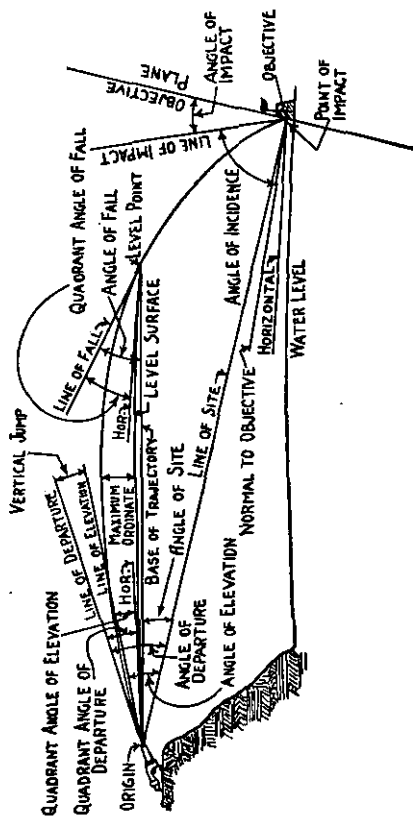 QUADRANT ANGLE OF ELEVATION
QUADRANT ANGLE OF
DEPARTURE
ORIGIN
VERTICAL JUMP
LINE OF DEPARTURE
LINE OF ELEVATION
HOR.
MAXIMUM
ORDINATE
BASE OF TRAJECTORY
ANGLE OF SITE
ANGLE OF
DEPARTURE
ANGLE OF ELEVATION
QUADRANT ANGLE OF FALL
LINE OF FALL
ANGLE OF FALL
HOR.
LEVEL POINT
LEVEL SURFACE
LINE OF SITE
NORMAL TO OBJECTIVE
ANGLE OF INCIDENCE
HORIZONTAL
WATER LEVEL
LINE OF IMPACT
OBJECTIVE
PLANE
ANGLE OF
IMPACT
OBJECTIVE
POINT OF
IMPACT